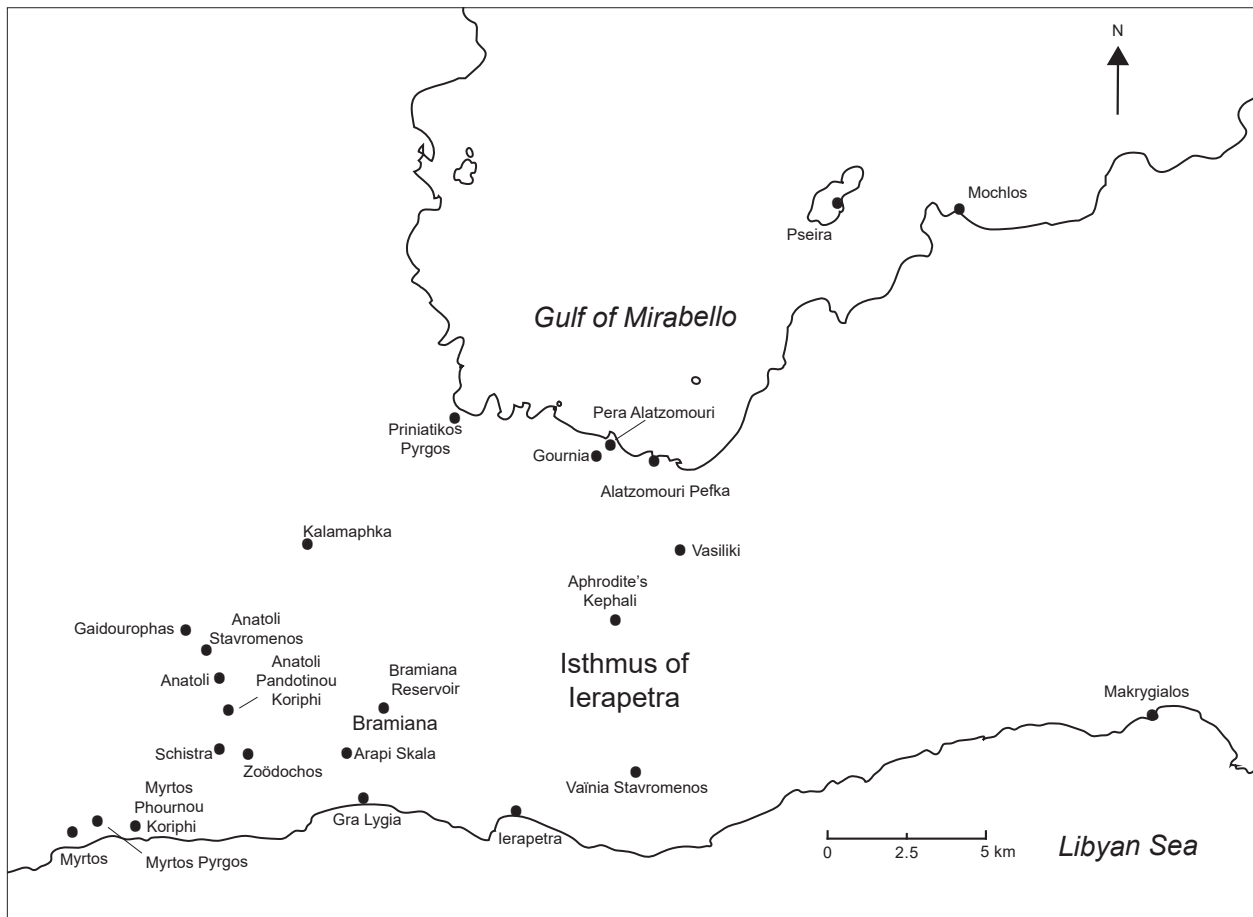 N
Mochlos
Pseira
Gulf of Mirabello
Pera Alatzomouri
Priniatikos
Pyrgos
Gournia
Alatzomouri Pefka
Kalamaphka
Vasiliki
Aphrodite’s
Kephali
Gaidourophas
Anatoli
Stavromenos
Anatoli
Anatoli
Pandotinou
Koriphi
Bramiana
Reservoir
Bramiana
Isthmus of
Ierapetra
Makrygialos
Schistra
Zoödochos
Arapi Skala
Vaïnia Stavromenos
Myrtos
Phournou
Koriphi
Gra Lygia
Ierapetra
Myrtos
Myrtos Pyrgos
0 2.5 5 km
Libyan Sea